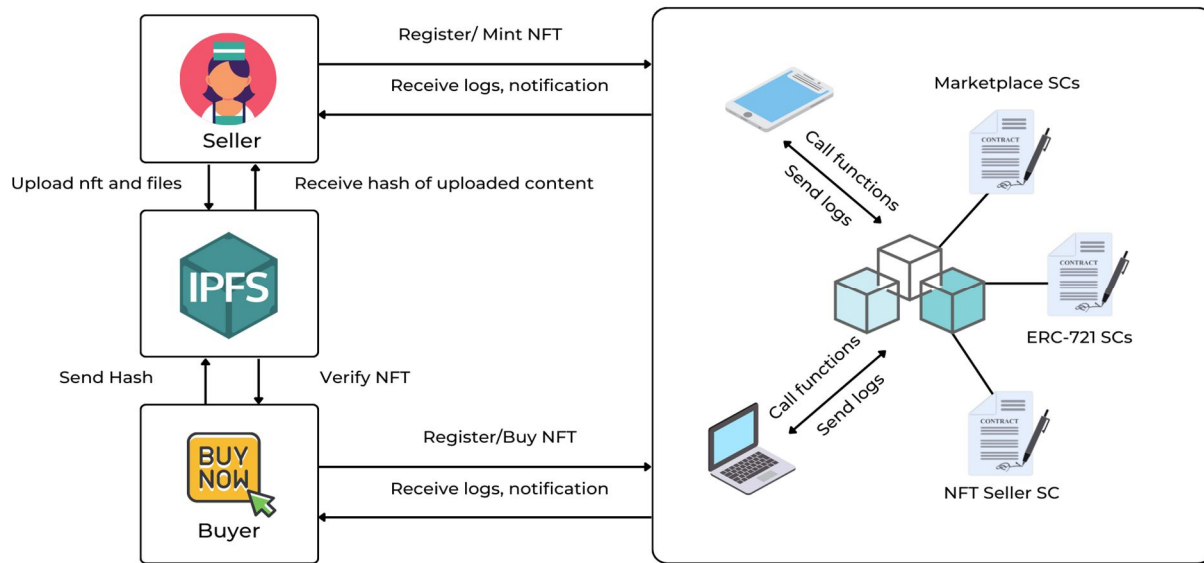 Register/ Mint NFT
Receive logs, notification
Seller
Upload nft and files
Receive hash of uploaded content
IPFS
Send Hash
Verify NFT
BUY
NOW
Buyer
Register/Buy NFT
Receive logs, notification
Marketplace SCs
CONTRACT
Call functions
Send logs
CONTRACT
ERC-721 SCs
Call functions
Send logs
CONTRACT
NFT Seller SC